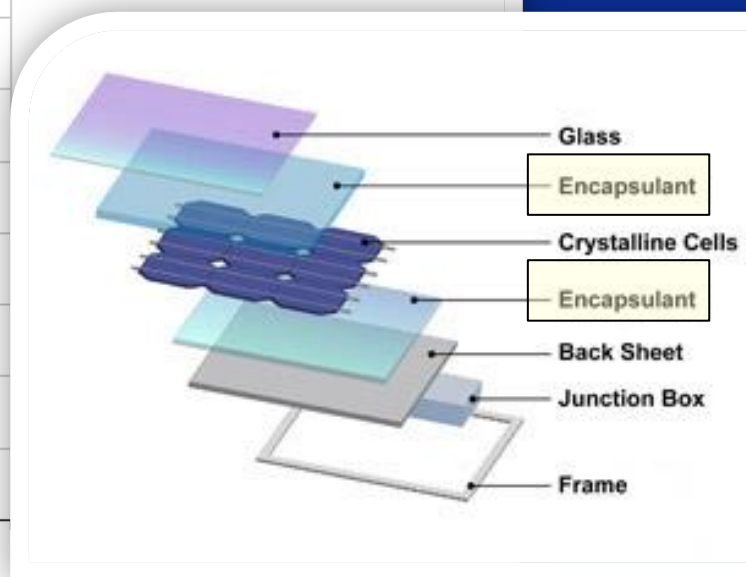 Glass
Encapsulant
Crystalline Cells
Encapsulant
Back Sheet
Junction Box
Frame